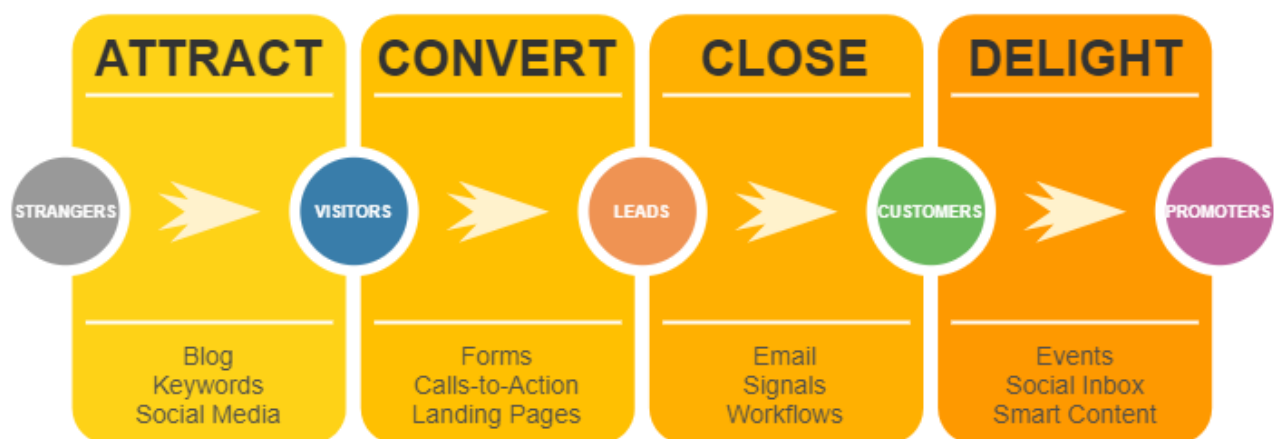 ATTRACT
CONVERT
CLOSE
DELIGHT
STRANGERS
VISITORS
LEADS
CUSTOMERS
PROMOTERS
Blog
Keywords
Social Media
Forms
Calls-to-Action
Landing Pages
Email
Signals
Workflows
Events
Social Inbox
Smart Content